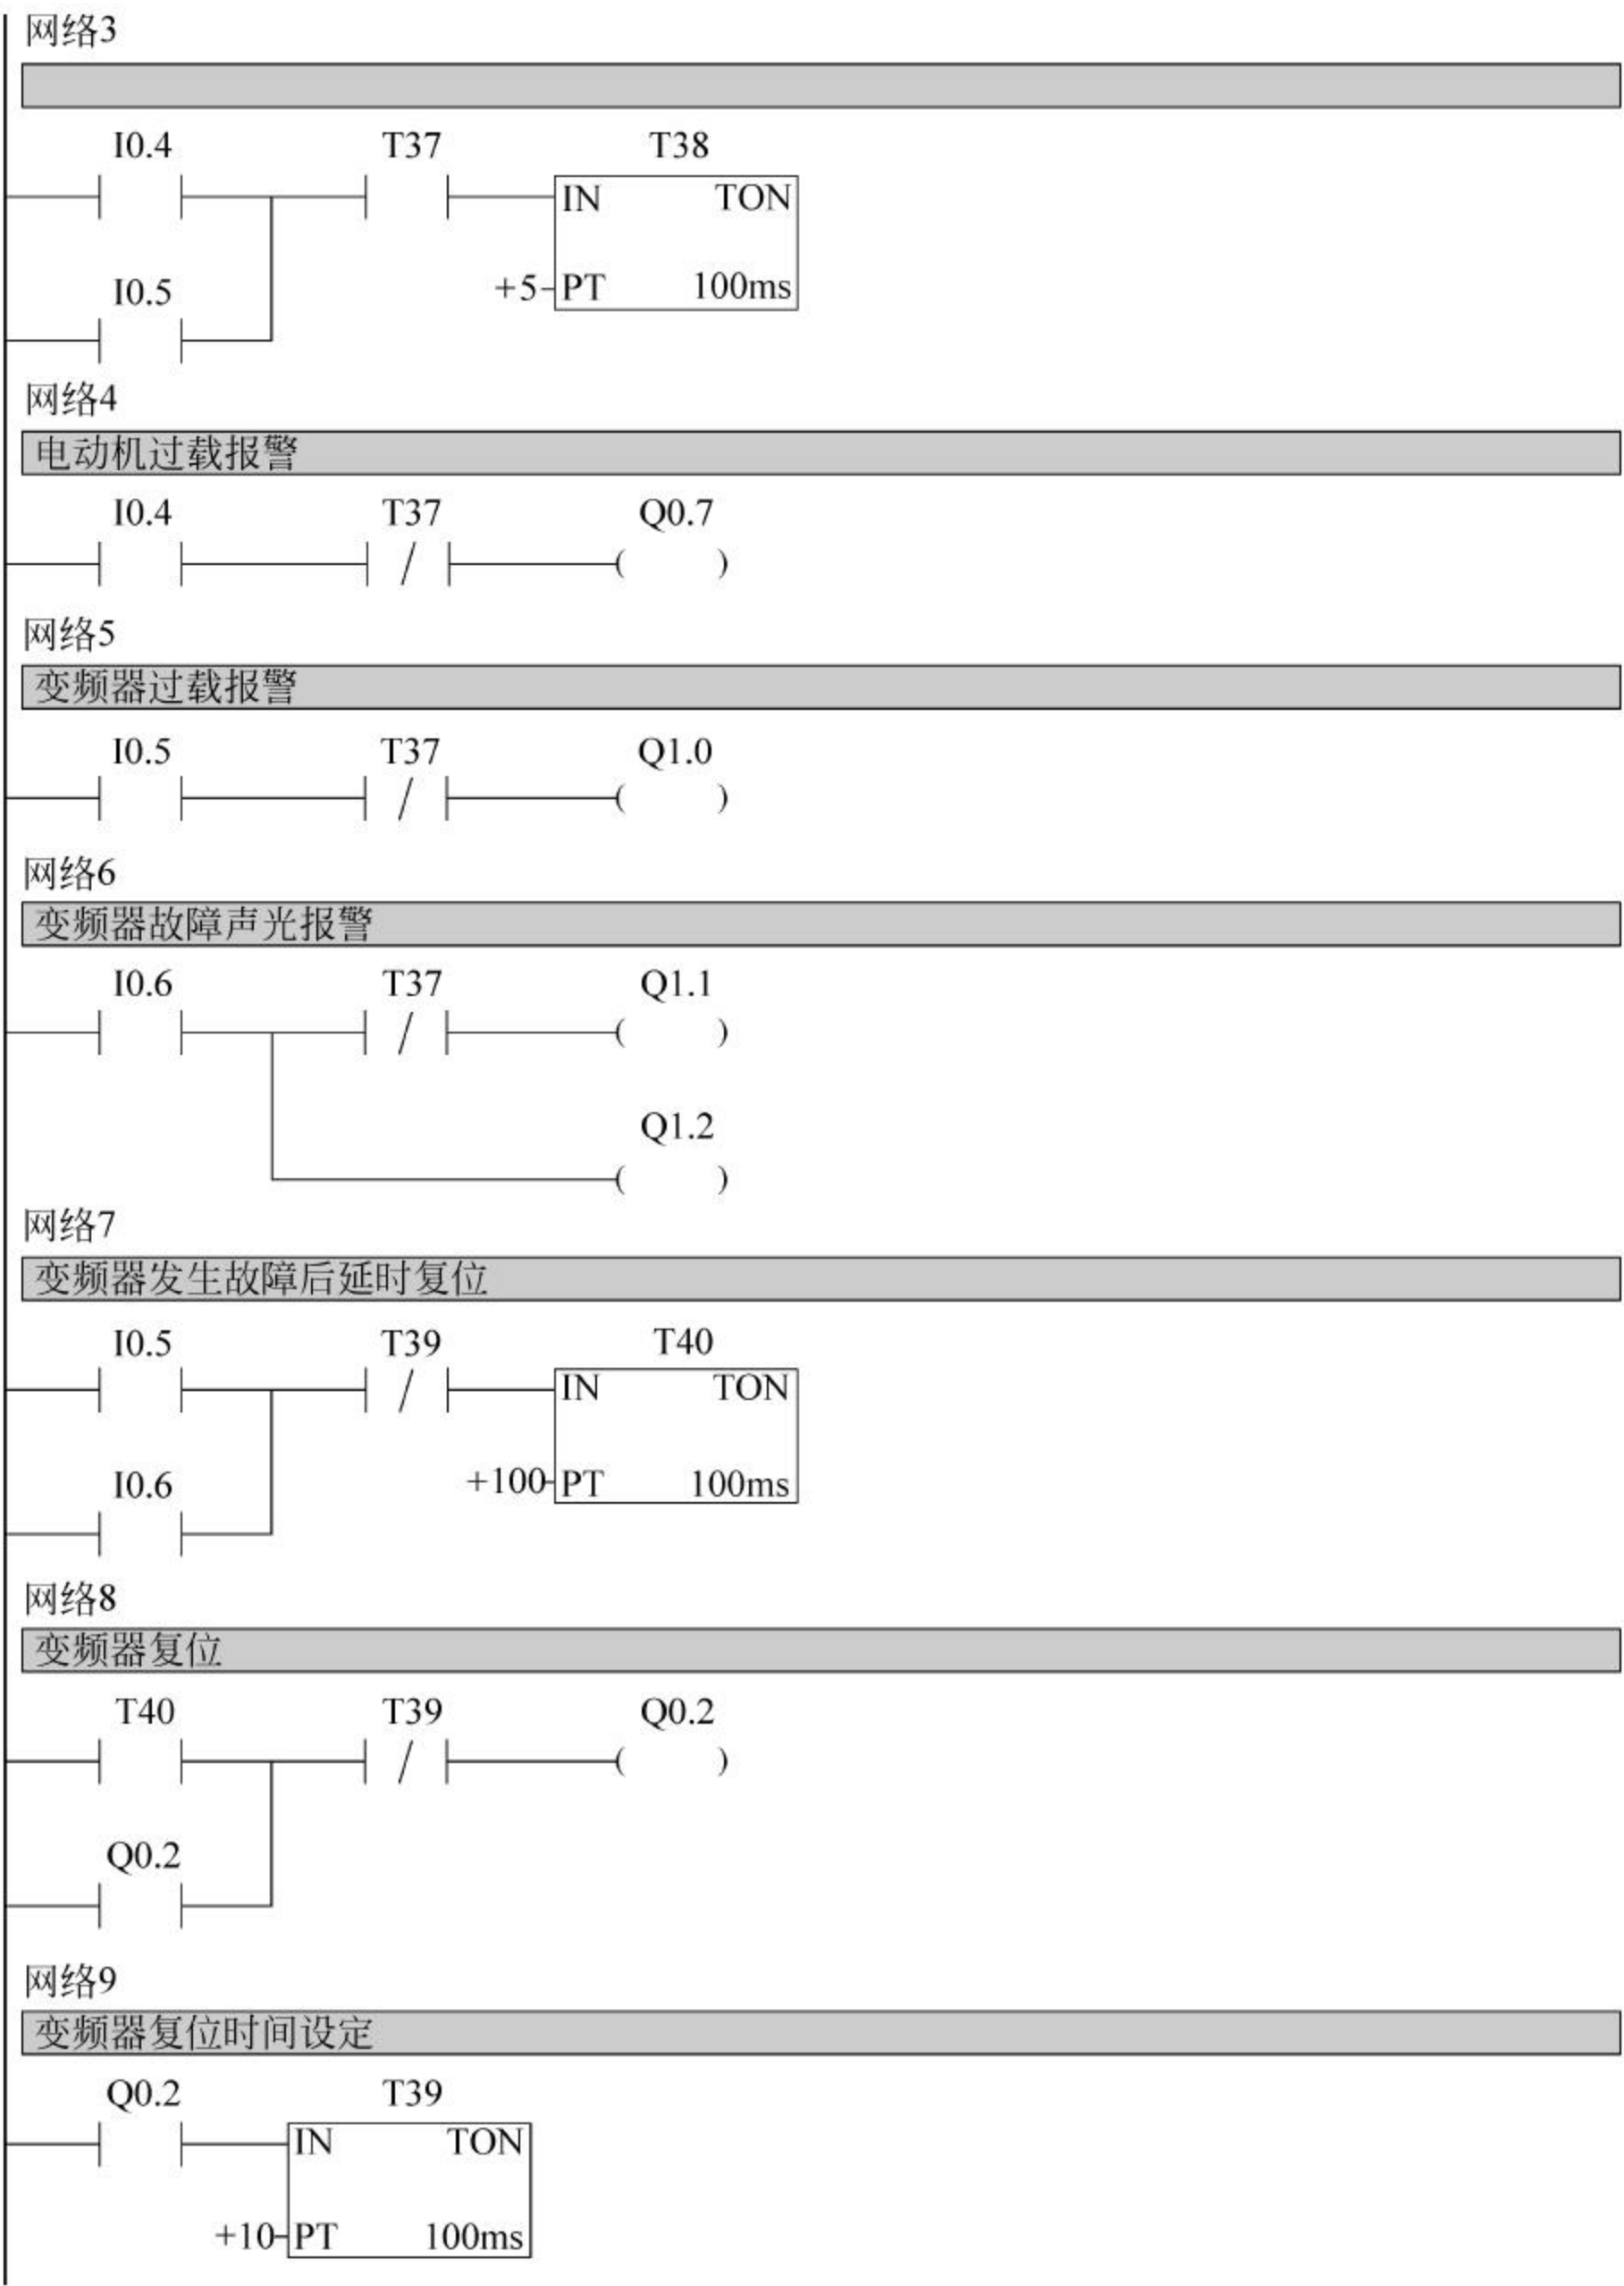 网络3
I0.4 T37 T38
IN TON
+5 PT 100ms
I0.5
网络4
电动机过载报警
I0.4 T37 Q0.7
网络5
变频器过载报警
I0.5 T37 Q1.0
网络6
变频器故障声光报警
I0.6 T37 Q1.1
Q1.2
网络7
变频器发生故障后延时复位
I0.5 T39 T40
IN TON
I0.6
+100 PT 100ms
网络8
变频器复位
T40 T39 Q0.2
Q0.2
网络9
变频器复位时间设定
Q0.2 T39
IN TON
+10 PT 100ms